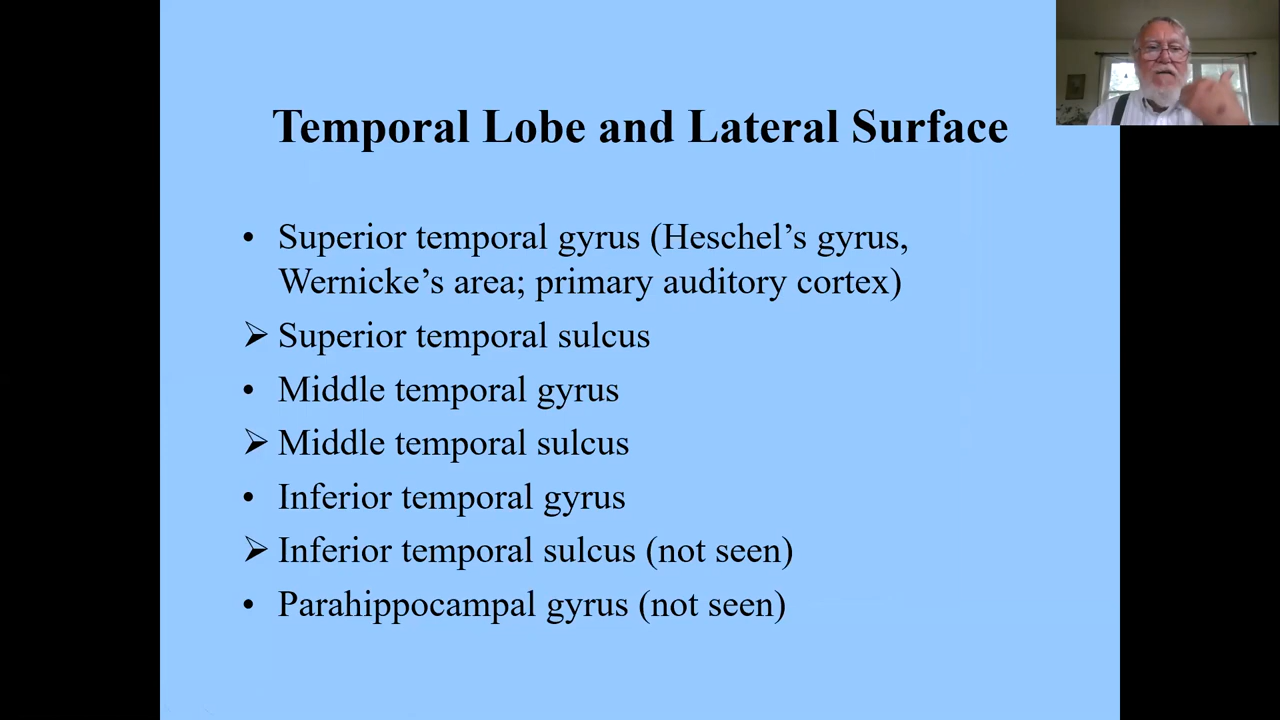 Temporal Lobe and Lateral Surface
• Superior temporal gyrus (Heschel’s gyrus,
Wernicke’s area; primary auditory cortex)
➢ Superior temporal sulcus
• Middle temporal gyrus
➢ Middle temporal sulcus
• Inferior temporal gyrus
➢ Inferior temporal sulcus (not seen)
• Parahippocampal gyrus (not seen)